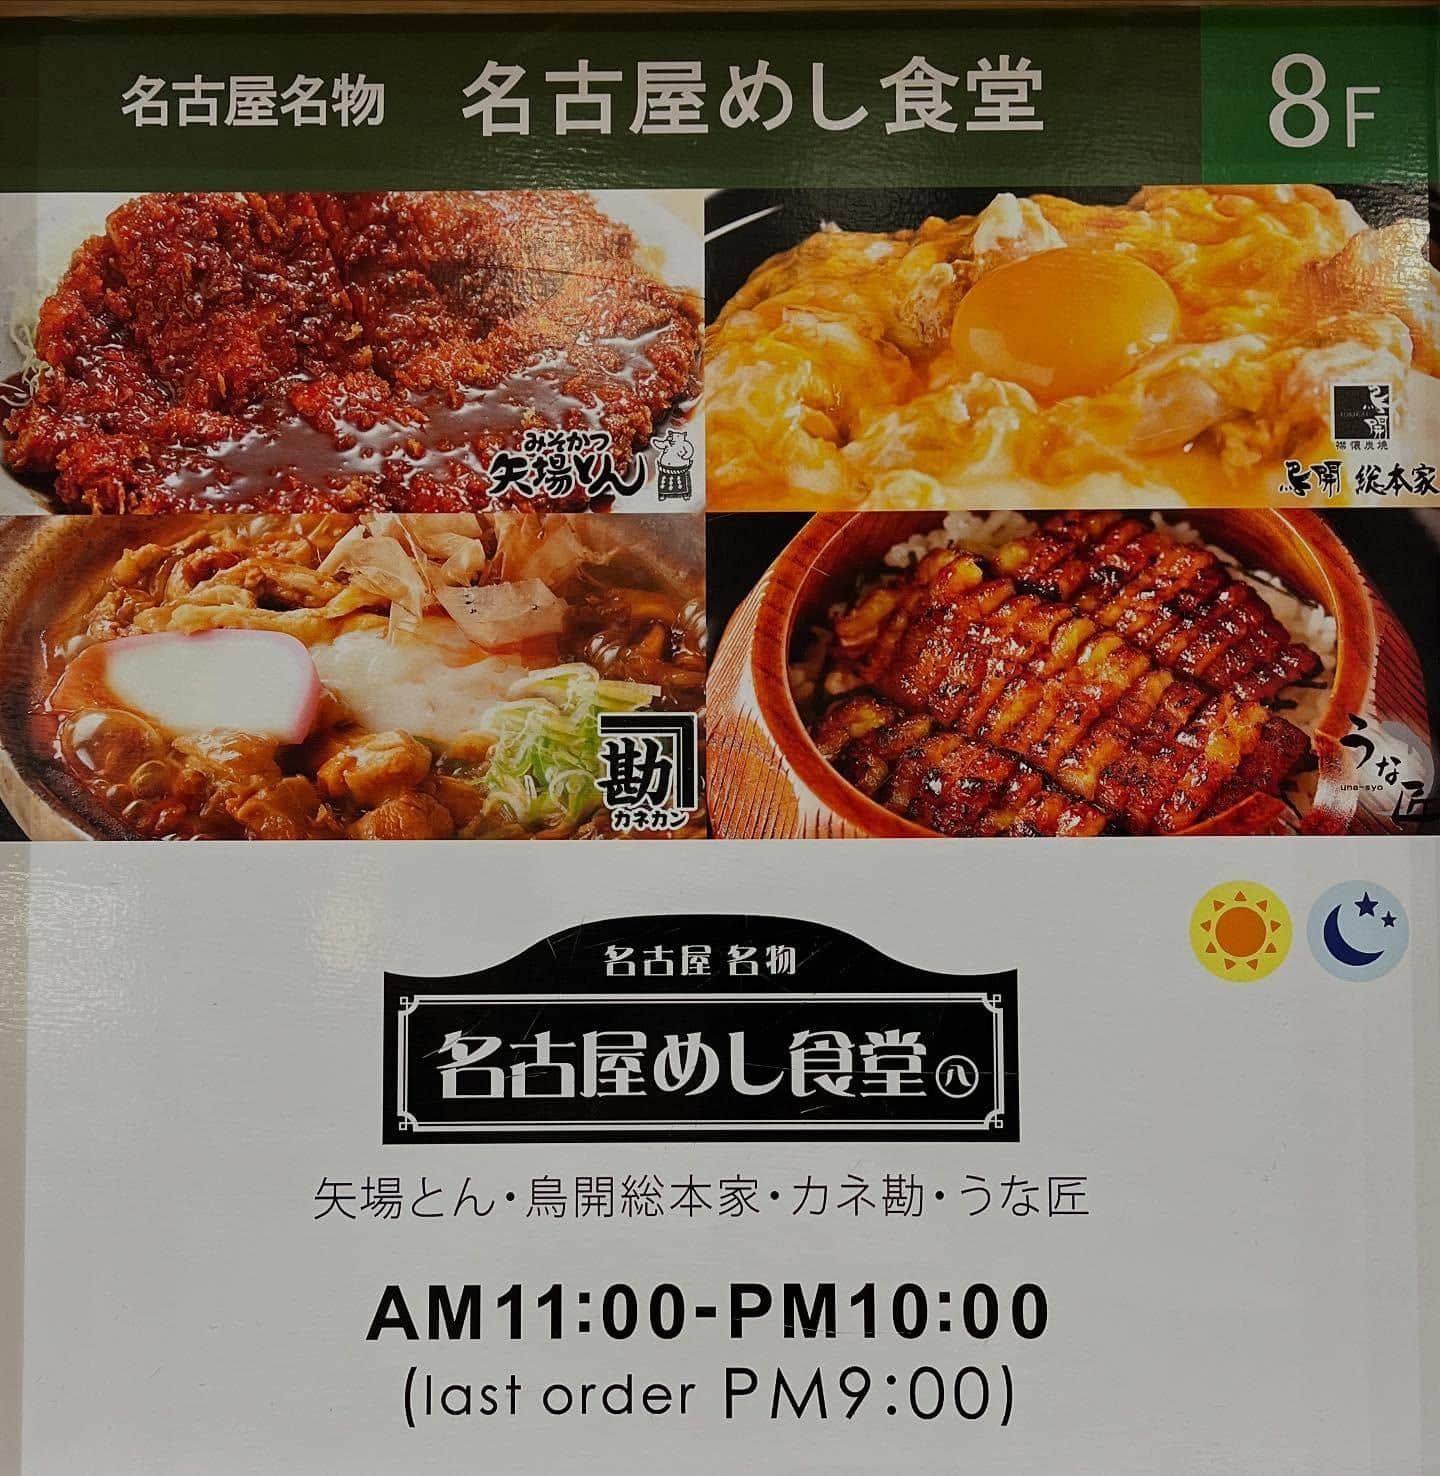 名古屋名物 名古屋めし食堂 8F
みそかつ
矢場とん
鳥開 総本家
勘
カネカン
うな匠
una-syo
名古屋 名物
名古屋めし食堂 八
矢場とん・鳥開総本家・カネ勘・うな匠
AM11:00-PM10:00
(last order PM9:00)